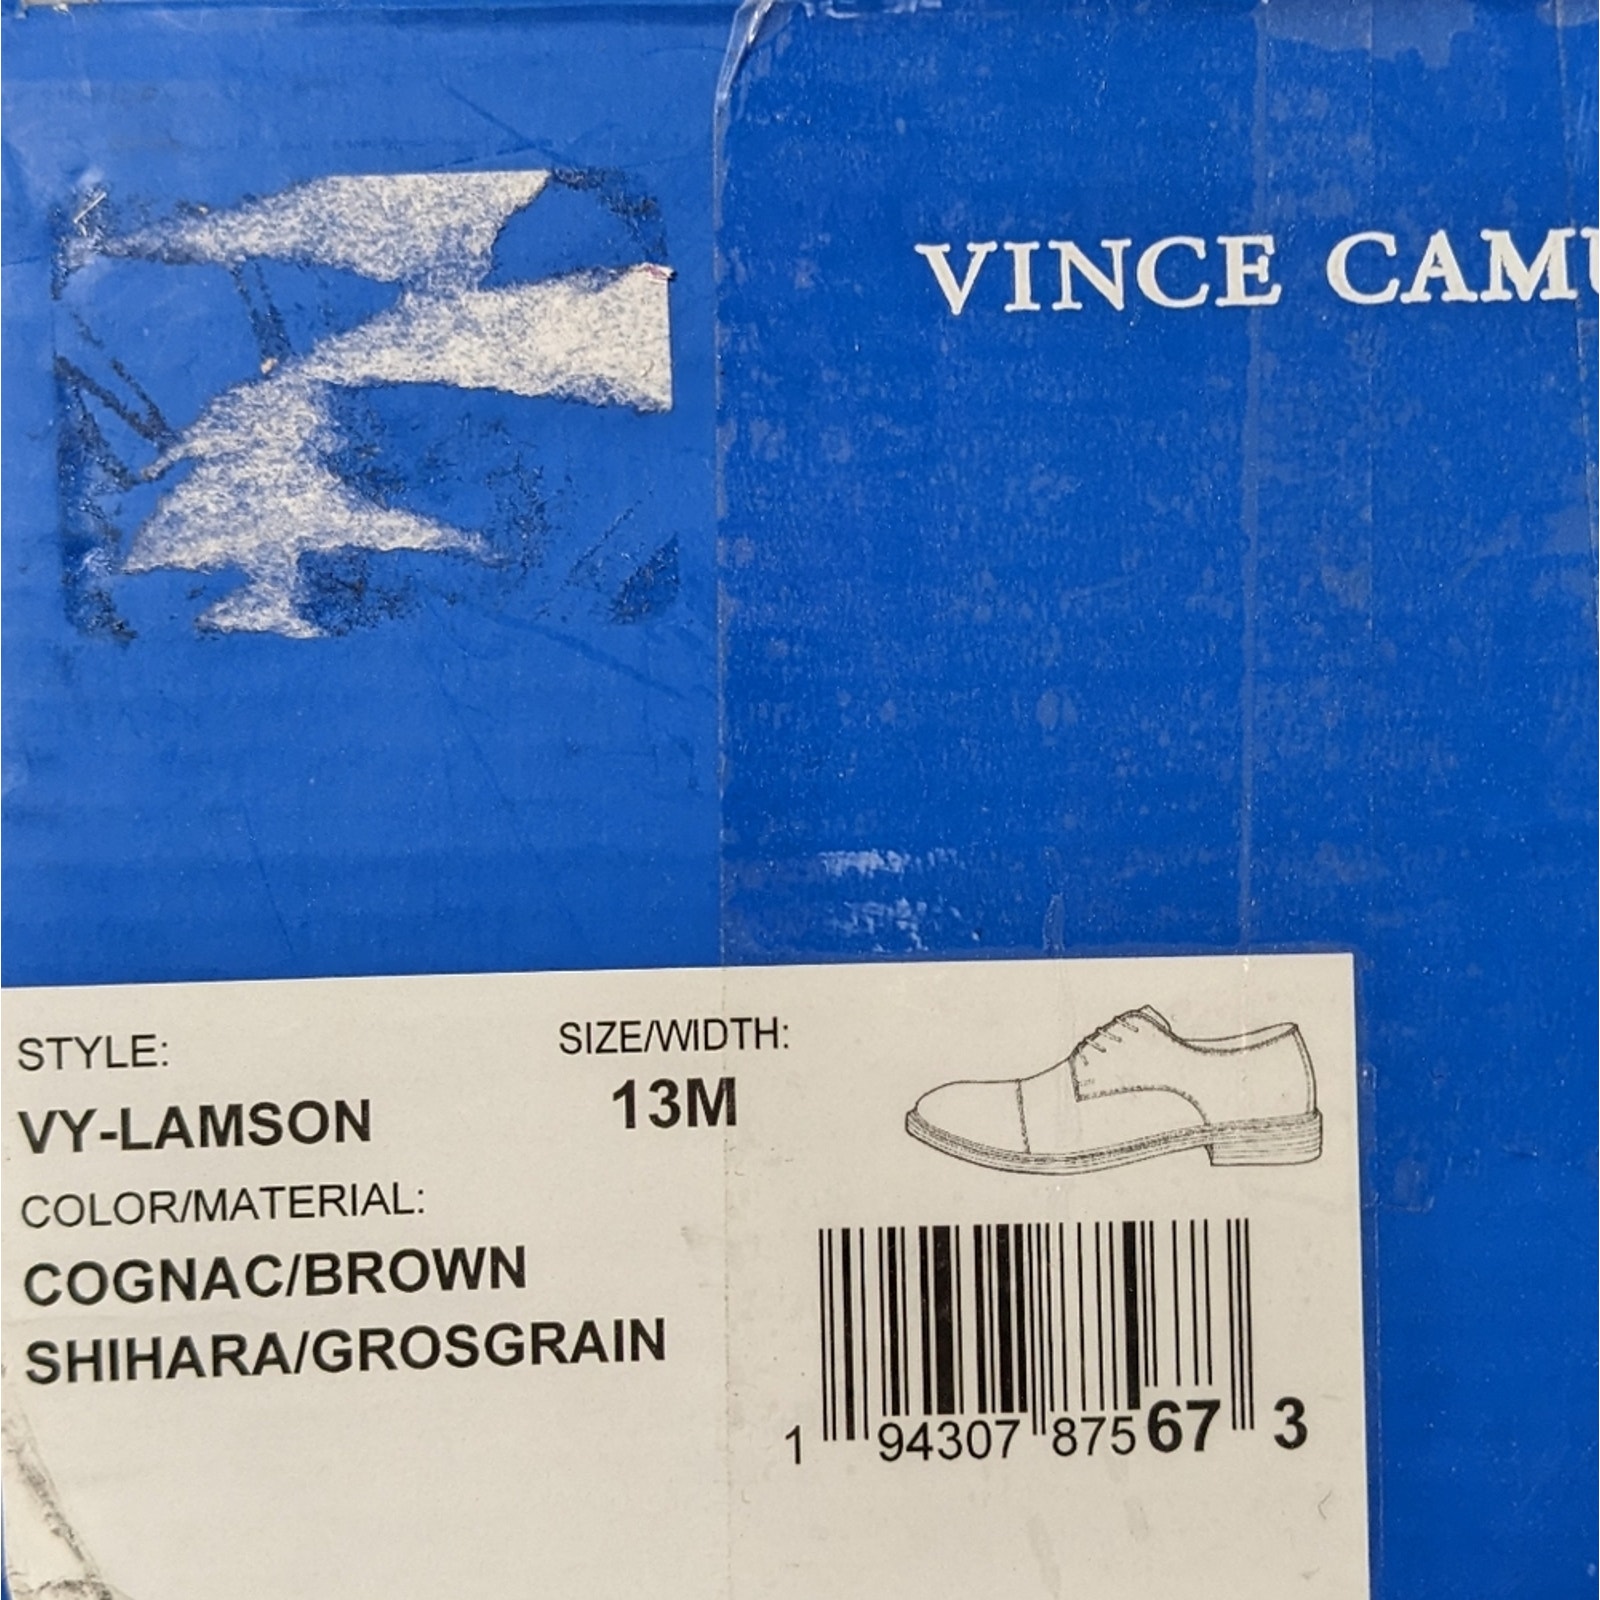 VINCE CAMU
STYLE:
SIZE/WIDTH:
VY-LAMSON
13M
COLOR/MATERIAL:
COGNAC/BROWN
SHIHARA/GROSGRAIN
1 94307 87567 3